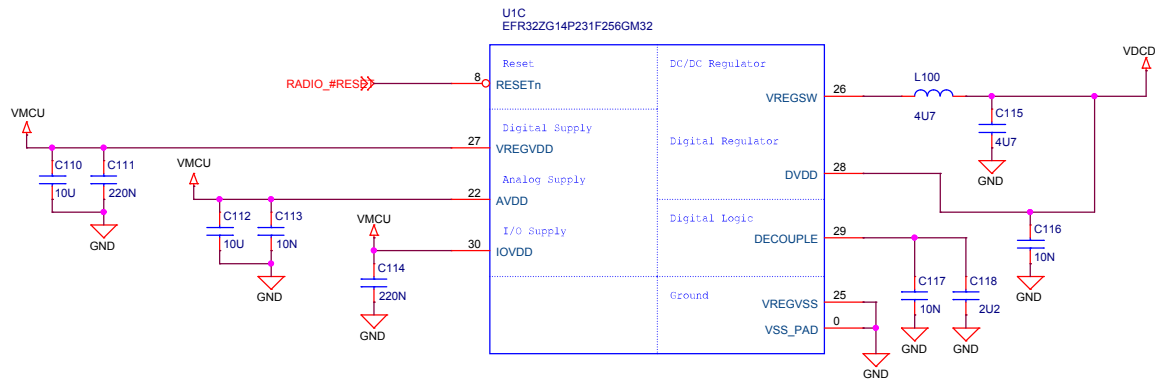 U1C
EFR32ZG14P231F256GM32
Reset
DC/DC Regulator
VDCD
RADIO_#RESET
8
RESETn
26
VREGSW
L100
4U7
C115
4U7
GND
VMCU
Digital Supply
27
VREGVDD
Digital Regulator
C110
10U
C111
220N
GND
VMCU
Analog Supply
22
AVDD
28
DVDD
C112
10U
C113
10N
GND
VMCU
I/O Supply
30
IOVDD
Digital Logic
29
DECOUPLE
C116
10N
GND
C114
220N
GND
C117
10N
GND
C118
2U2
GND
Ground
25
VREGVSS
0
VSS_PAD
GND